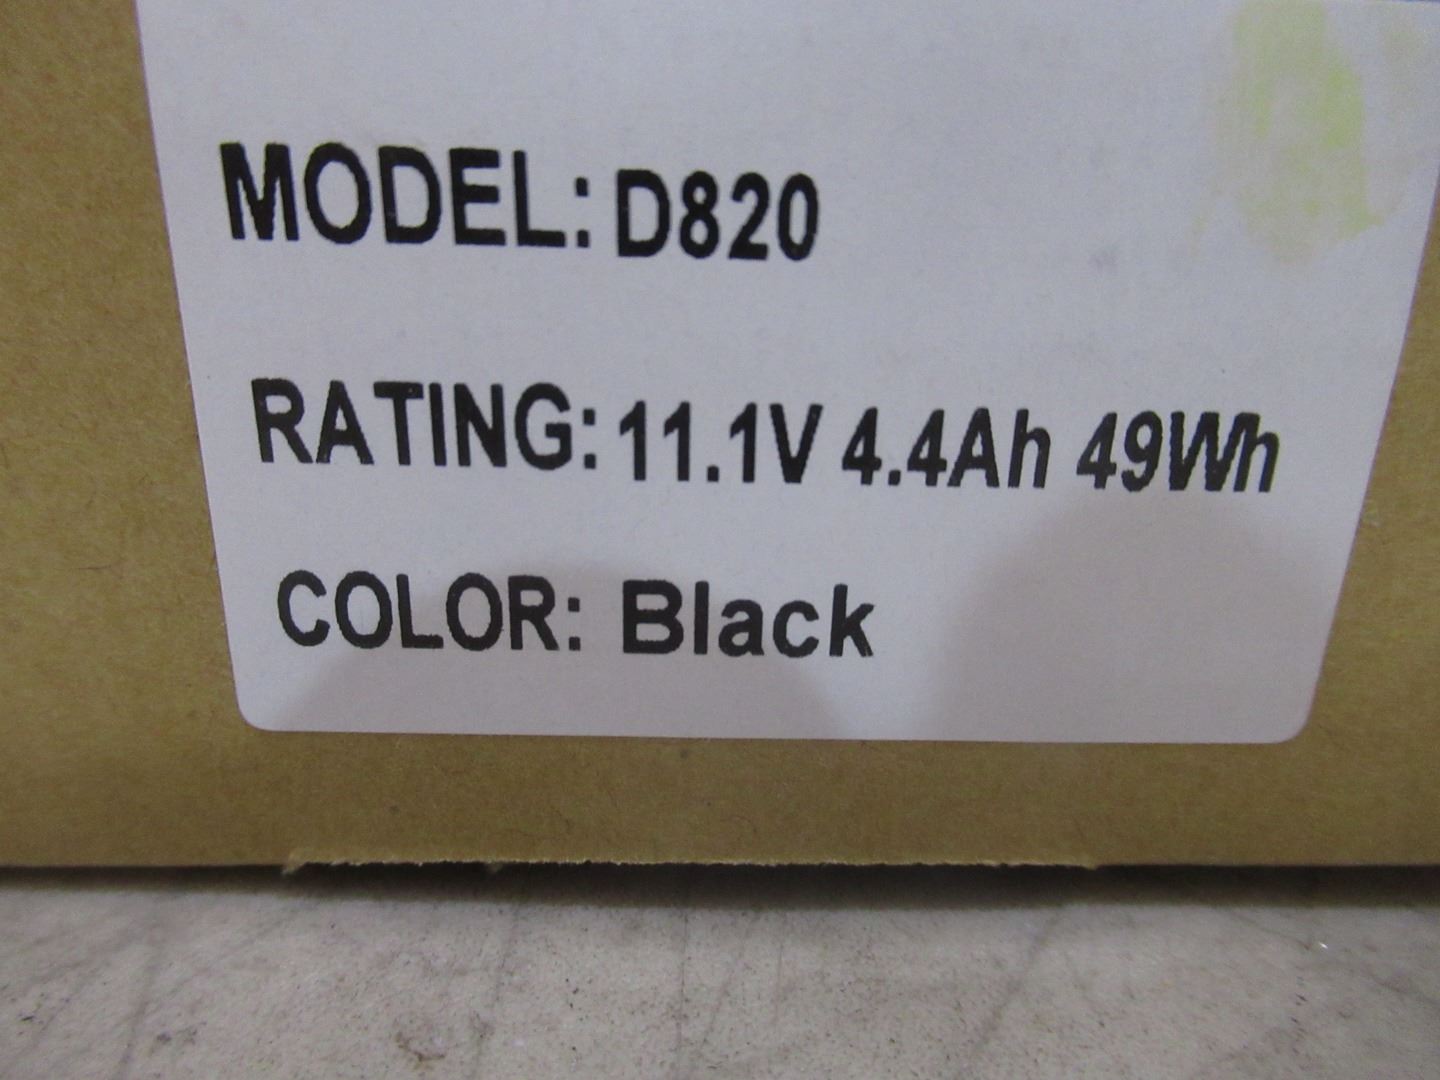 MODEL: D820
RATING: 11.1V 4.4Ah 49Wh
COLOR: Black